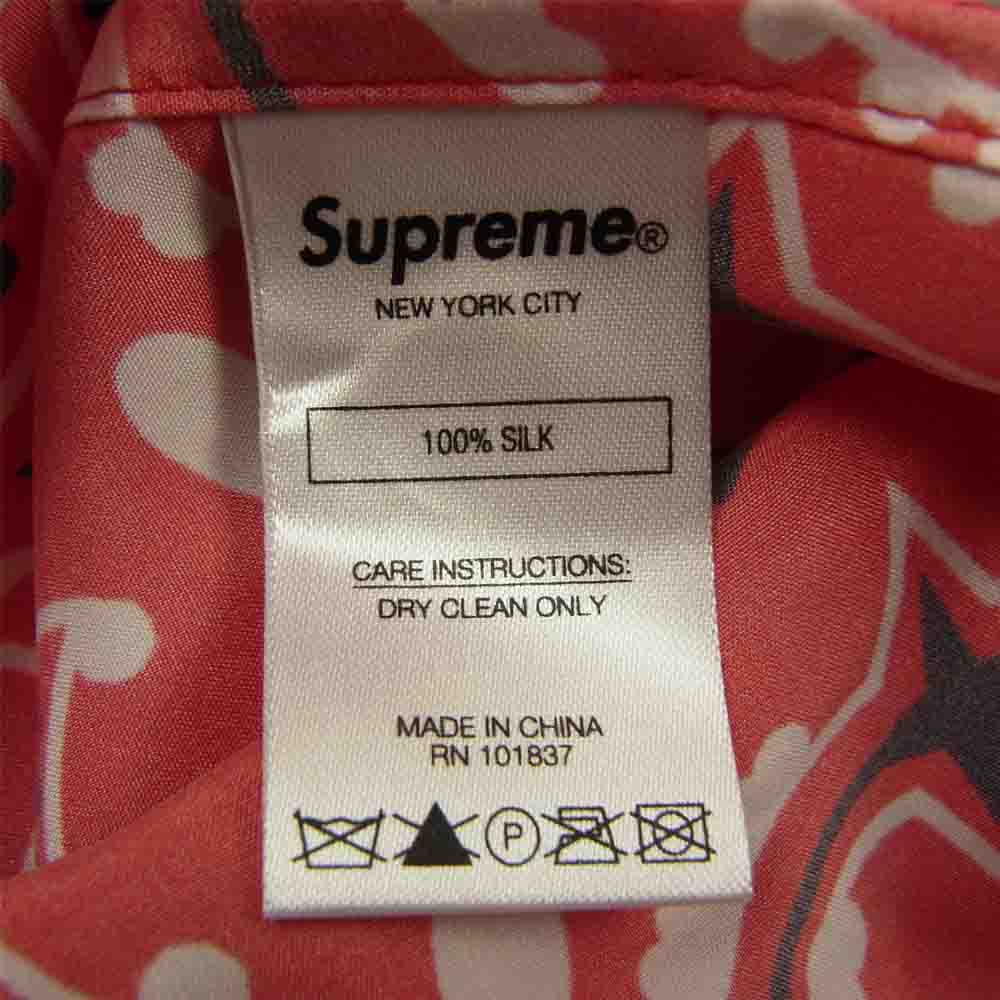 Supreme®
NEW YORK CITY
100% SILK
CARE INSTRUCTIONS:
DRY CLEAN ONLY
MADE IN CHINA
RN 101837
P